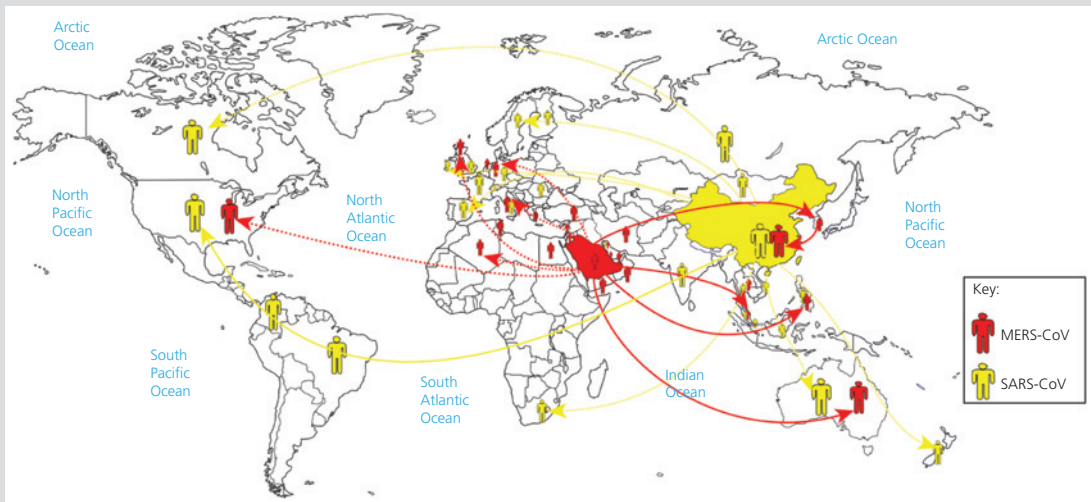 Arctic
Ocean
Arctic Ocean
North
Pacific
Ocean
North
Atlantic
Ocean
North
Pacific
Ocean
Key:
MERS-CoV
SARS-CoV
South
Pacific
Ocean
South
Atlantic
Ocean
Indian
Ocean